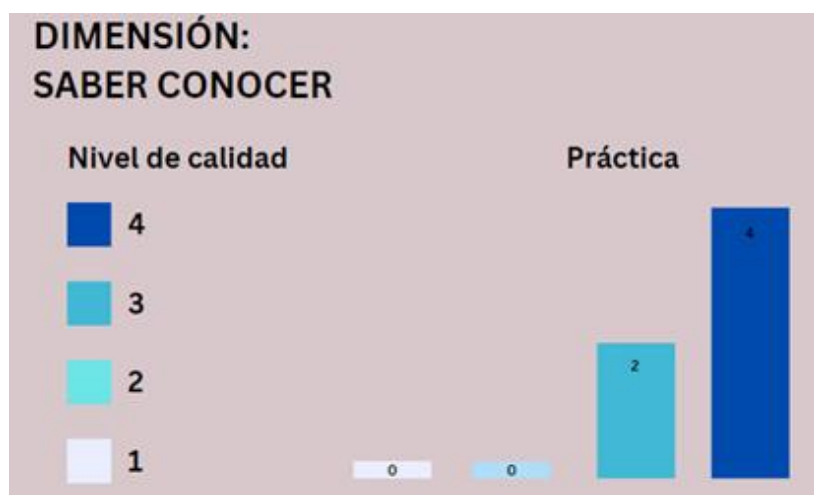 DIMENSIÓN:
SABER CONOCER
Nivel de calidad
Práctica
4
3
2
1
0
0
2
4